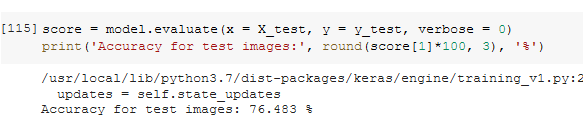 [115] score = model.evaluate(x = X_test, y = y_test, verbose = 0)
print('Accuracy for test images:', round(score[1]*100, 3), '%')
/usr/local/lib/python3.7/dist-packages/keras/engine/training_v1.py:2
updates = self.state_updates
Accuracy for test images: 76.483 %